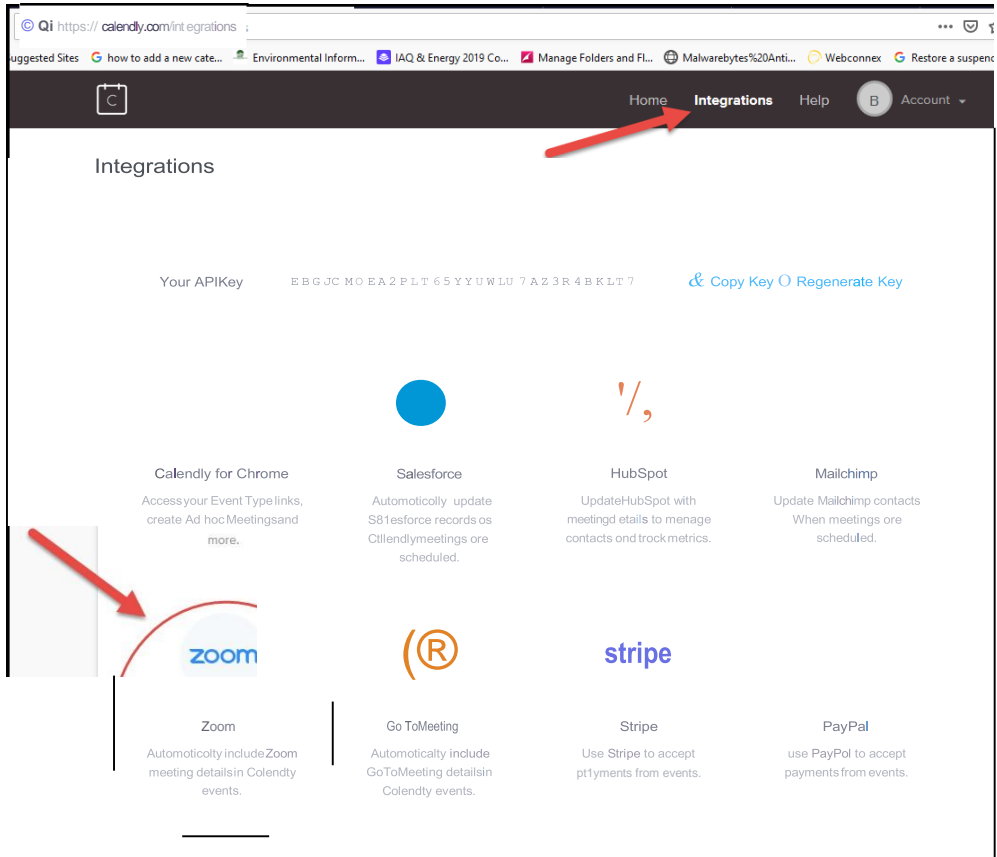 © Qi https:// calendly.com/int egrations
uggested Sites G how to add a new cate... Environmental Inform... IAQ & Energy 2019 Co... Manage Folders and Fl... Malwarebytes%20Anti... Webconnex G Restore a suspend
C Home Integrations Help B Account
Integrations
Your APIKey EBGJCMOEA2PLT65YYUWLU7AZ3R4BKLT7 & Copy Key O Regenerate Key
'/,
Calendly for Chrome Salesforce HubSpot Mailchimp
Accessyour Event Type links, Automoticolly update UpdateHubSpot with Update Mailchimp contacts
create Ad hoc Meetingsand S81esforce records os meetingd etails to menage When meetings ore
more. Ctllendlymeetings ore contacts ond trock metrics. scheduled.
scheduled.
zoom (® stripe
Zoom Go ToMeeting Stripe PayPal
Automoticolty include Zoom Automoticalty include Use Stripe to accept use PayPol to accept
meeting detailsin Colendty GoToMeeting detailsin pt1yments from events. payments from events.
events. Colendty events.